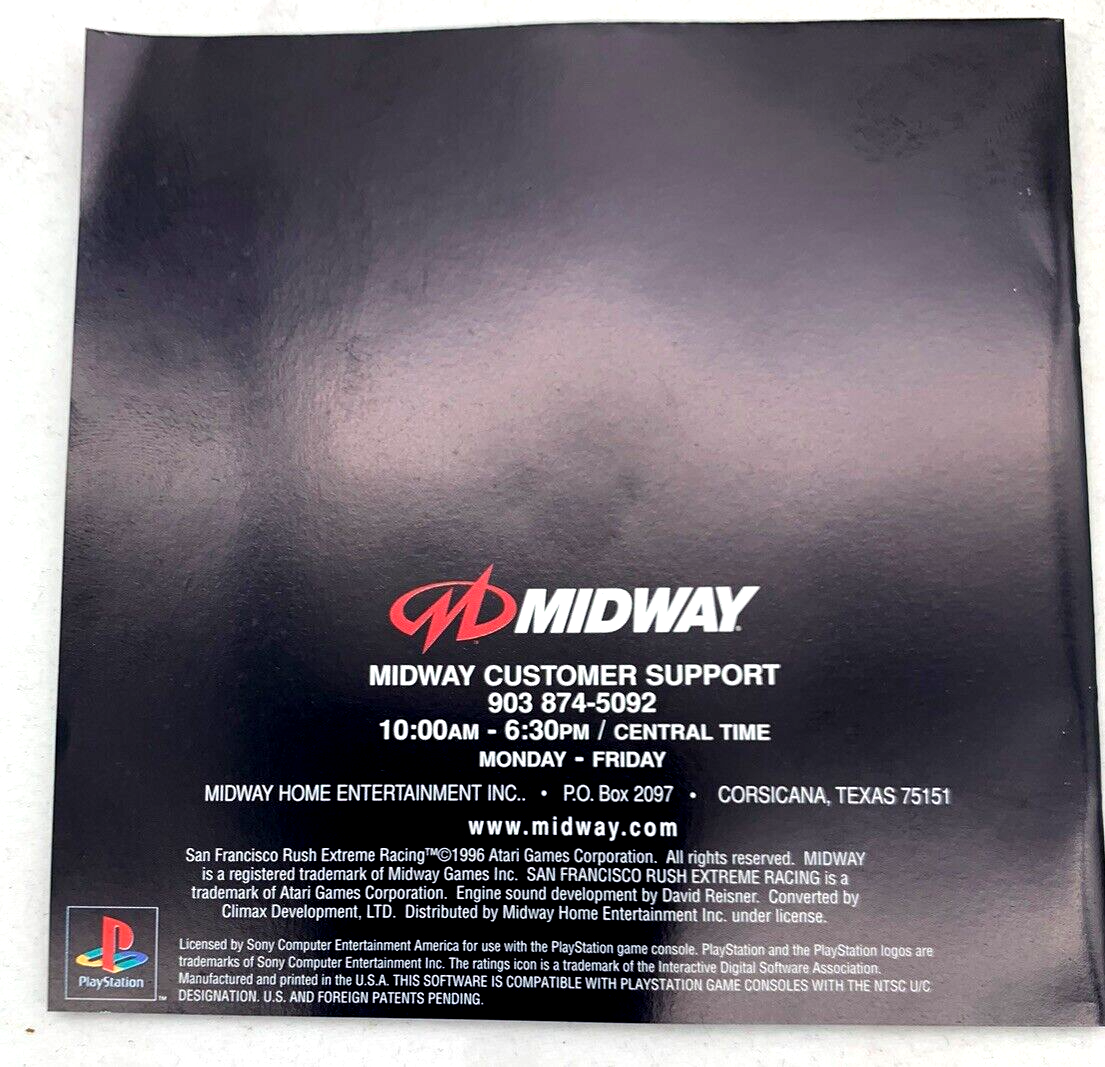 MIDWAY
MIDWAY CUSTOMER SUPPORT
903 874-5092
10:00AM - 6:30PM / CENTRAL TIME
MONDAY - FRIDAY
MIDWAY HOME ENTERTAINMENT INC.. • P.O. Box 2097 • CORSICANA, TEXAS 75151
www.midway.com
San Francisco Rush Extreme Racing™©1996 Atari Games Corporation. All rights reserved. MIDWAY
is a registered trademark of Midway Games Inc. SAN FRANCISCO RUSH EXTREME RACING is a
trademark of Atari Games Corporation. Engine sound development by David Reisner. Converted by
Climax Development, LTD. Distributed by Midway Home Entertainment Inc. under license.
PlayStation ™
Licensed by Sony Computer Entertainment America for use with the PlayStation game console. PlayStation and the PlayStation logos are
trademarks of Sony Computer Entertainment Inc. The ratings icon is a trademark of the Interactive Digital Software Association.
Manufactured and printed in the U.S.A. THIS SOFTWARE IS COMPATIBLE WITH PLAYSTATION GAME CONSOLES WITH THE NTSC U/C
DESIGNATION. U.S. AND FOREIGN PATENTS PENDING.